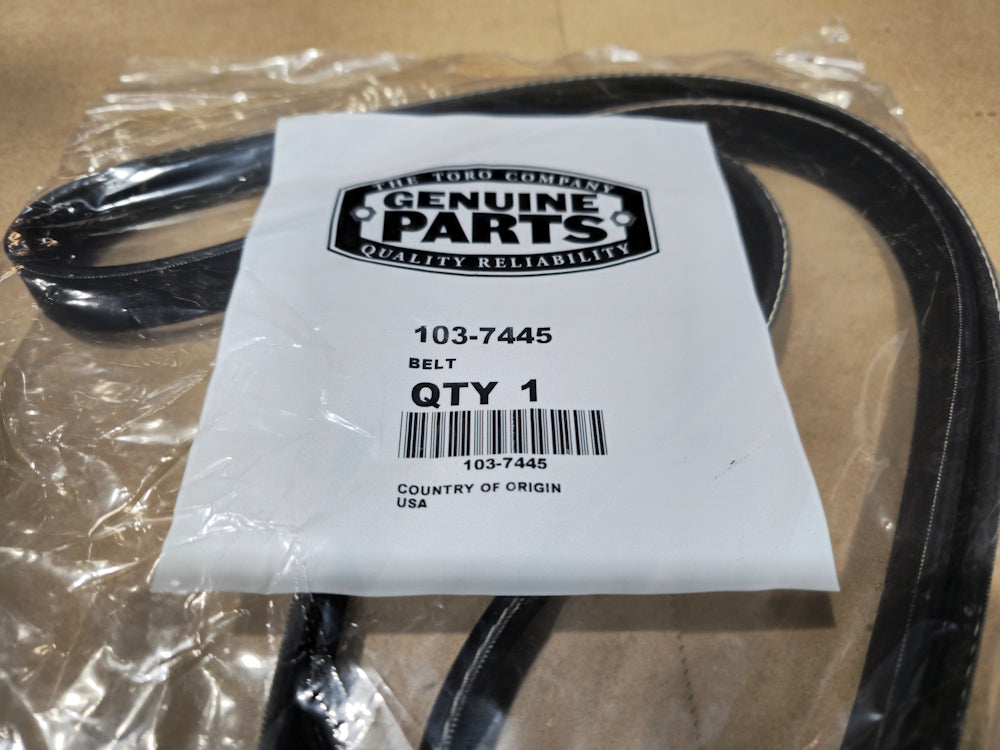 THE TORO COMPANY
GENUINE
PARTS
QUALITY RELIABILITY
103-7445
BELT
QTY 1
103-7445
COUNTRY OF ORIGIN
USA